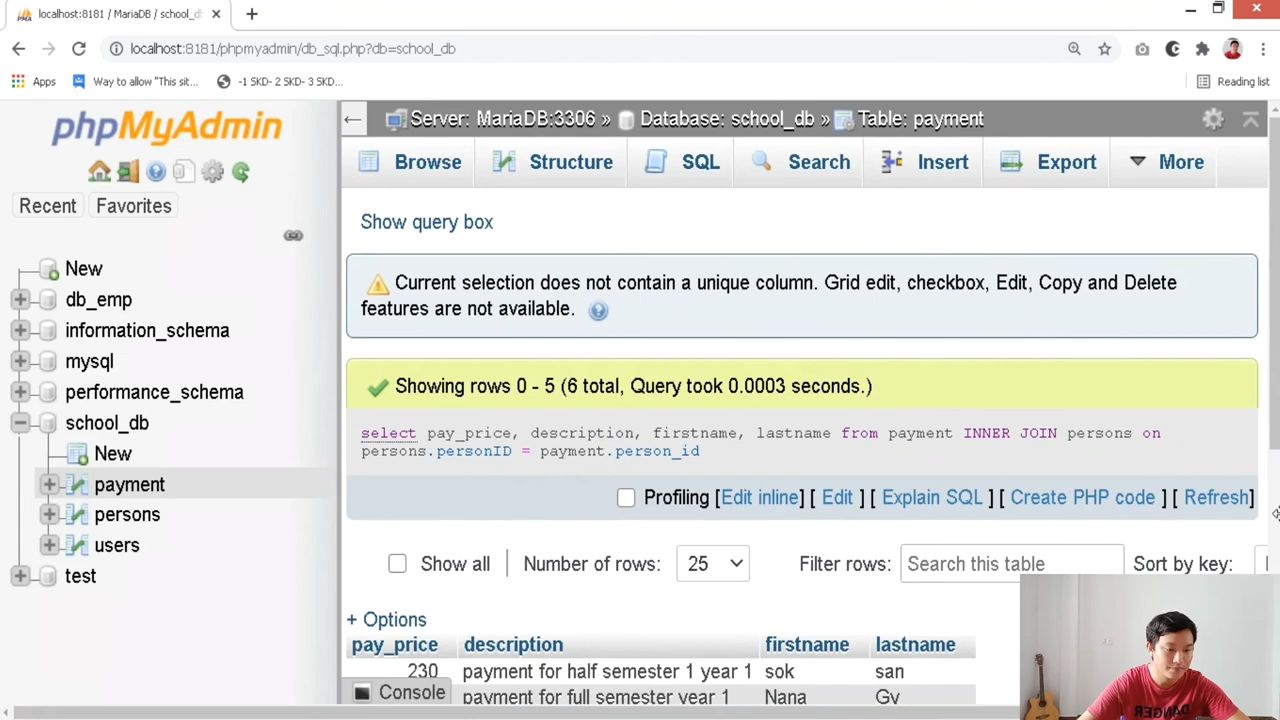 localhost:8181 / MariaDB / school_db
localhost:8181/phpmyadmin/db_sql.php?db=school_db
Apps
Way to allow "This sit...
-1 SKD- 2 SKD- 3 SKD...
Reading list
phpMyAdmin
Recent
Favorites
New
db_emp
information_schema
mysql
performance_schema
school_db
New
payment
persons
users
test
Server: MariaDB:3306 » Database: school_db » Table: payment
Browse
Structure
SQL
Search
Insert
Export
More
Show query box
Current selection does not contain a unique column. Grid edit, checkbox, Edit, Copy and Delete
features are not available.
Showing rows 0 - 5 (6 total, Query took 0.0003 seconds.)
select pay_price, description, firstname, lastname from payment INNER JOIN persons on
persons.personID = payment.person_id
Profiling [Edit inline] [ Edit ] [ Explain SQL ] [ Create PHP code ] [ Refresh]
Show all
Number of rows:
25
Filter rows:
Search this table
Sort by key:
+ Options
pay_price description firstname lastname
230 payment for half semester 1 year 1 sok san
payment for full semester year 1 Nana Gy
Console